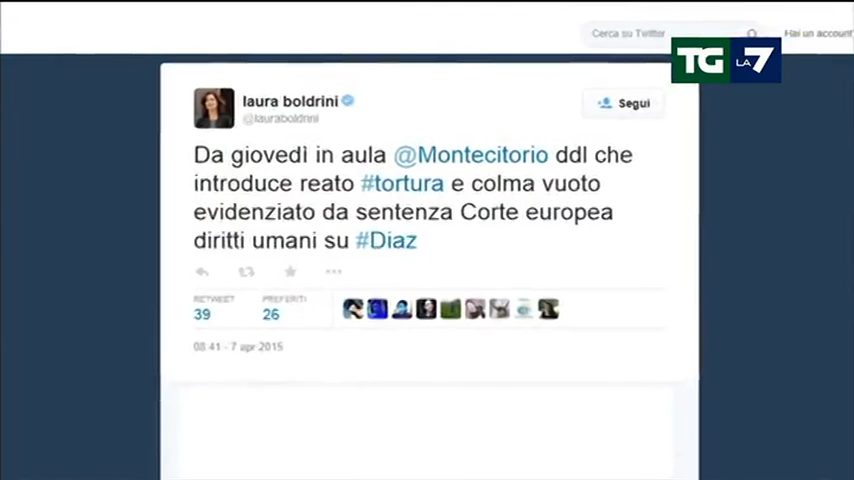 Cerca su Twitter
Hai un account
TG LA7
laura boldrini
@lauraboldrini
Segui
Da giovedì in aula @Montecitorio ddl che
introduce reato #tortura e colma vuoto
evidenziato da sentenza Corte europea
diritti umani su #Diaz
RETWEET
PREFERITI
39
26
08:41 - 7 apr 2015